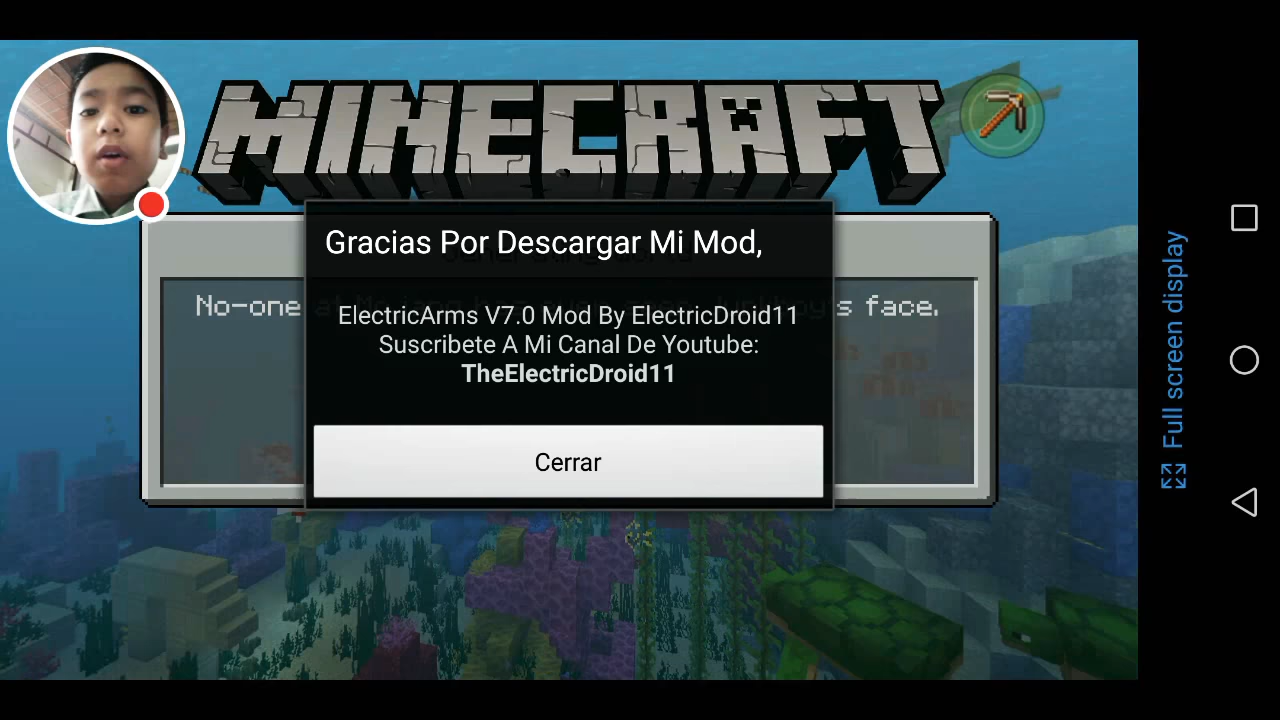 MINECRAFT
Gracias Por Descargar Mi Mod,
No-one
s face.
ElectricArms V7.0 Mod By ElectricDroid11
Suscribete A Mi Canal De Youtube:
TheElectricDroid11
Cerrar
Full screen display